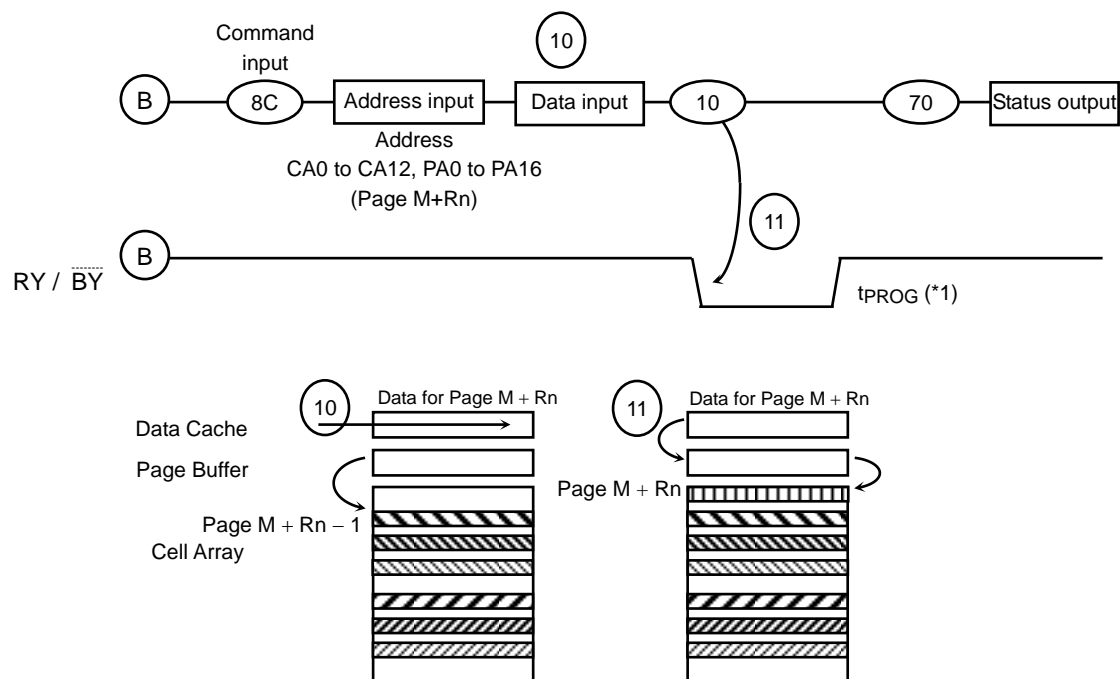 Command
input
10
B
8C
Address input
Data input
10
70
Status output
Address
CA0 to CA12, PA0 to PA16
(Page M+Rn)
11
B
RY / BY
tPROG (*1)
10
Data for Page M + Rn
11
Data for Page M + Rn
Data Cache
Page Buffer
Page M + Rn
Page M + Rn − 1
Cell Array